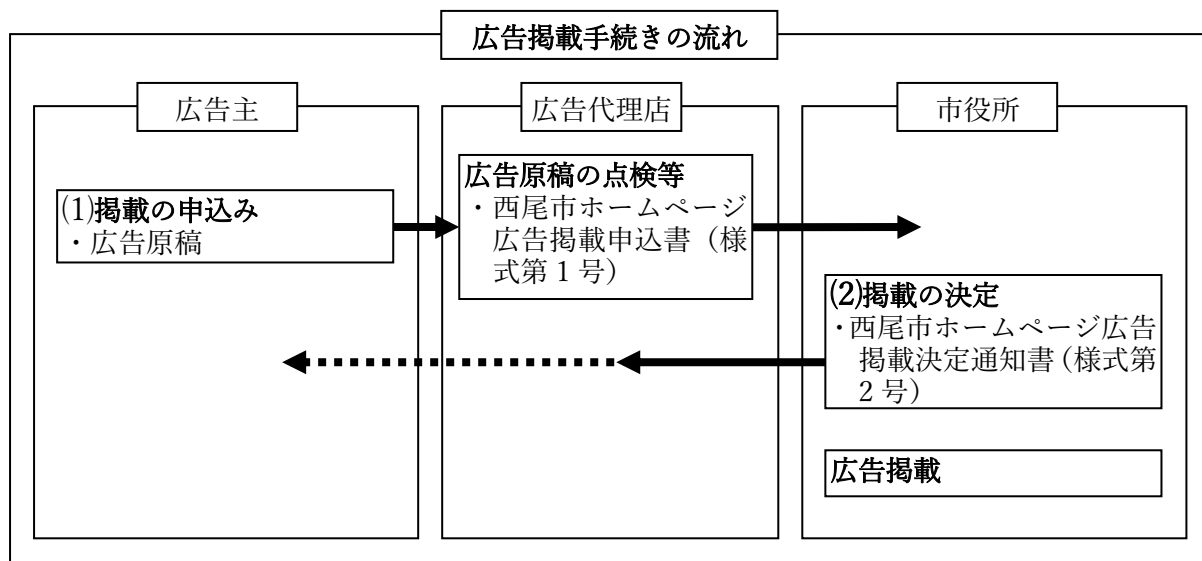 広告掲載手続きの流れ
広告主
広告代理店
市役所
⑴掲載の申込み
・広告原稿
広告原稿の点検等
・西尾市ホームページ
広告掲載申込書（様
式第１号）
⑵掲載の決定
・西尾市ホームページ広告
掲載決定通知書（様式第
２号）
広告掲載